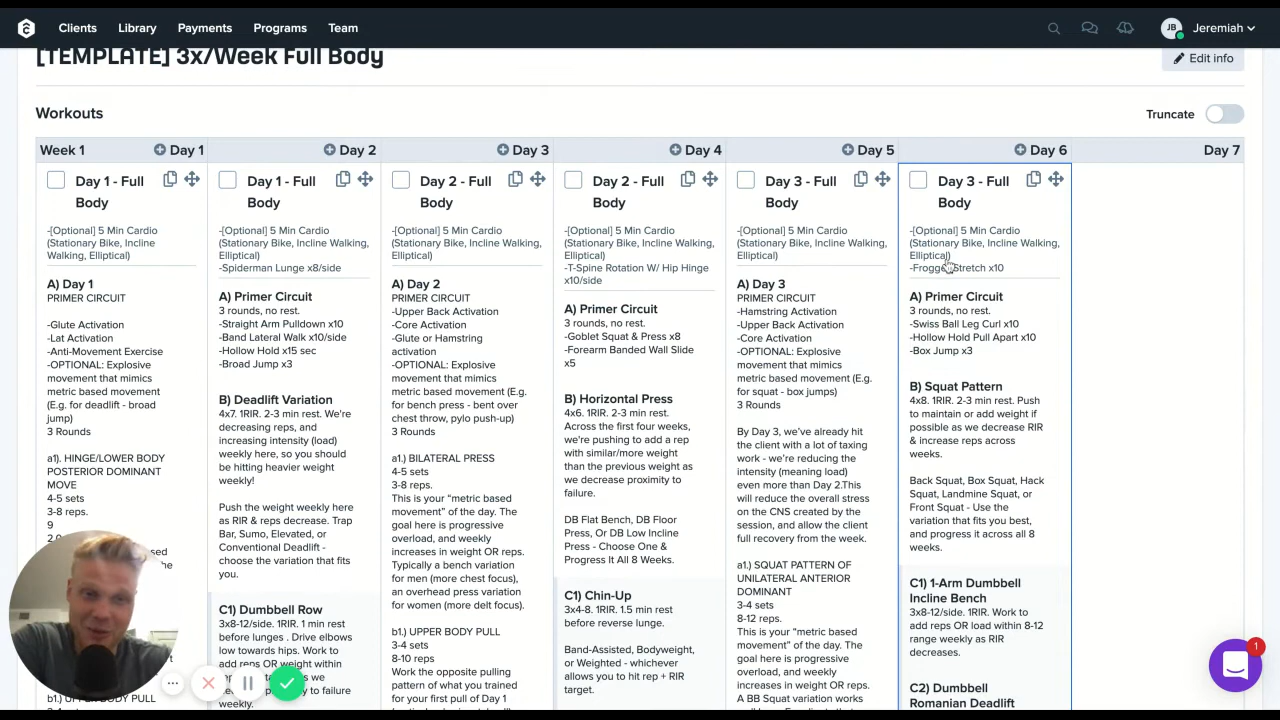 Clients Library Payments Programs Team
JB Jeremiah
[TEMPLATE] 3x/Week Full Body
Edit info
Workouts
Truncate
Week 1 Day 1 Day 2 Day 3 Day 4 Day 5 Day 6 Day 7
Day 1 - Full
Body
-[Optional] 5 Min Cardio
(Stationary Bike, Incline
Walking, Elliptical)
A) Day 1
PRIMER CIRCUIT
-Glute Activation
-Lat Activation
-Anti-Movement Exercise
-OPTIONAL: Explosive
movement that mimics
metric based movement
(E.g. for deadlift - broad
jump)
3 Rounds
a1). HINGE/LOWER BODY
POSTERIOR DOMINANT
MOVE
4-5 sets
3-8 reps.
9
b1.) UPPER BODY PULL
Day 1 - Full
Body
-[Optional] 5 Min Cardio
(Stationary Bike, Incline Walking,
Elliptical)
-Spiderman Lunge x8/side
A) Primer Circuit
3 rounds, no rest.
-Straight Arm Pulldown x10
-Band Lateral Walk x10/side
-Hollow Hold x15 sec
-Broad Jump x3
B) Deadlift Variation
4x7. 1RIR. 2-3 min rest. We're
decreasing reps, and
increasing intensity (load)
weekly here, so you should
be hitting heavier weight
weekly!
Push the weight weekly here
as RIR & reps decrease. Trap
Bar, Sumo, Elevated, or
Conventional Deadlift -
choose the variation that fits
you.
C1) Dumbbell Row
3x8-12/side. 1RIR. 1 min rest
before lunges . Drive elbows
low towards hips. Work to
add reps OR weight within
to failure
weekly.
Day 2 - Full
Body
-[Optional] 5 Min Cardio
(Stationary Bike, Incline Walking,
Elliptical)
A) Day 2
PRIMER CIRCUIT
-Upper Back Activation
-Core Activation
-Glute or Hamstring
activation
-OPTIONAL: Explosive
movement that mimics
metric based movement (E.g.
for bench press - bent over
chest throw, pylo push-up)
3 Rounds
a1.) BILATERAL PRESS
4-5 sets
3-8 reps.
This is your “metric based
movement” of the day. The
goal here is progressive
overload, and weekly
increases in weight OR reps.
Typically a bench variation
for men (more chest focus),
an overhead press variation
for women (more delt focus).
b1.) UPPER BODY PULL
3-4 sets
8-10 reps
Work the opposite pulling
pattern of what you trained
for your first pull of Day 1
Day 2 - Full
Body
-[Optional] 5 Min Cardio
(Stationary Bike, Incline Walking,
Elliptical)
-T-Spine Rotation W/ Hip Hinge
x10/side
A) Primer Circuit
3 rounds, no rest.
-Goblet Squat & Press x8
-Forearm Banded Wall Slide
x5
B) Horizontal Press
4x6. 1RIR. 2-3 min rest.
Across the first four weeks,
we're pushing to add a rep
with similar/more weight
than the previous weight as
we decrease proximity to
failure.
DB Flat Bench, DB Floor
Press, Or DB Low Incline
Press - Choose One &
Progress It All 8 Weeks.
C1) Chin-Up
3x4-8. 1RIR. 1.5 min rest
before reverse lunge.
Band-Assisted, Bodyweight,
or Weighted - whichever
allows you to hit rep + RIR
target.
Day 3 - Full
Body
-[Optional] 5 Min Cardio
(Stationary Bike, Incline Walking,
Elliptical)
A) Day 3
PRIMER CIRCUIT
-Hamstring Activation
-Upper Back Activation
-Core Activation
-OPTIONAL: Explosive
movement that mimics
metric based movement (E.g.
for squat - box jumps)
3 Rounds
By Day 3, we’ve already hit
the client with a lot of taxing
work - we’re reducing the
intensity (meaning load)
even more than Day 2.This
will reduce the overall stress
on the CNS created by the
session, and allow the client
full recovery from the week.
a1.) SQUAT PATTERN OF
UNILATERAL ANTERIOR
DOMINANT
3-4 sets
8-12 reps.
This is your “metric based
movement” of the day. The
goal here is progressive
overload, and weekly
increases in weight OR reps.
A BB Squat variation works
Day 3 - Full
Body
-[Optional] 5 Min Cardio
(Stationary Bike, Incline Walking,
Elliptical)
Stretch x10
A) Primer Circuit
3 rounds, no rest.
-Swiss Ball Leg Curl x10
-Hollow Hold Pull Apart x10
-Box Jump x3
B) Squat Pattern
4x8. 1RIR. 2-3 min rest. Push
to maintain or add weight if
possible as we decrease RIR
& increase reps across
weeks.
Back Squat, Box Squat, Hack
Squat, Landmine Squat, or
Front Squat - Use the
variation that fits you best,
and progress it across all 8
weeks.
C1) 1-Arm Dumbbell
Incline Bench
3x8-12/side. 1RIR. Work to
add reps OR load within 8-12
range weekly as RIR
decreases.
C2) Dumbbell
Romanian Deadlift
1